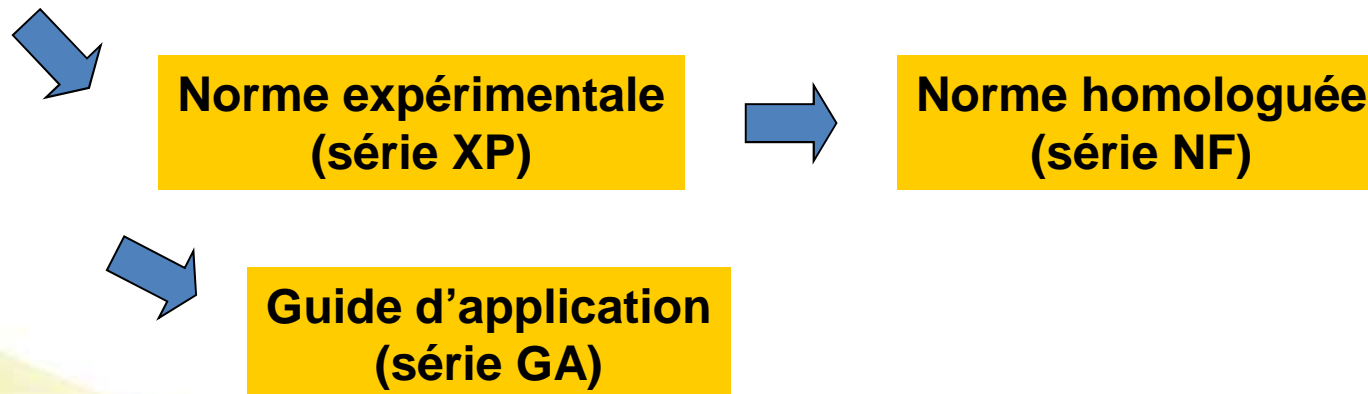 Norme expérimentale
(série XP)
Norme homologuée
(série NF)
Guide d’application
(série GA)